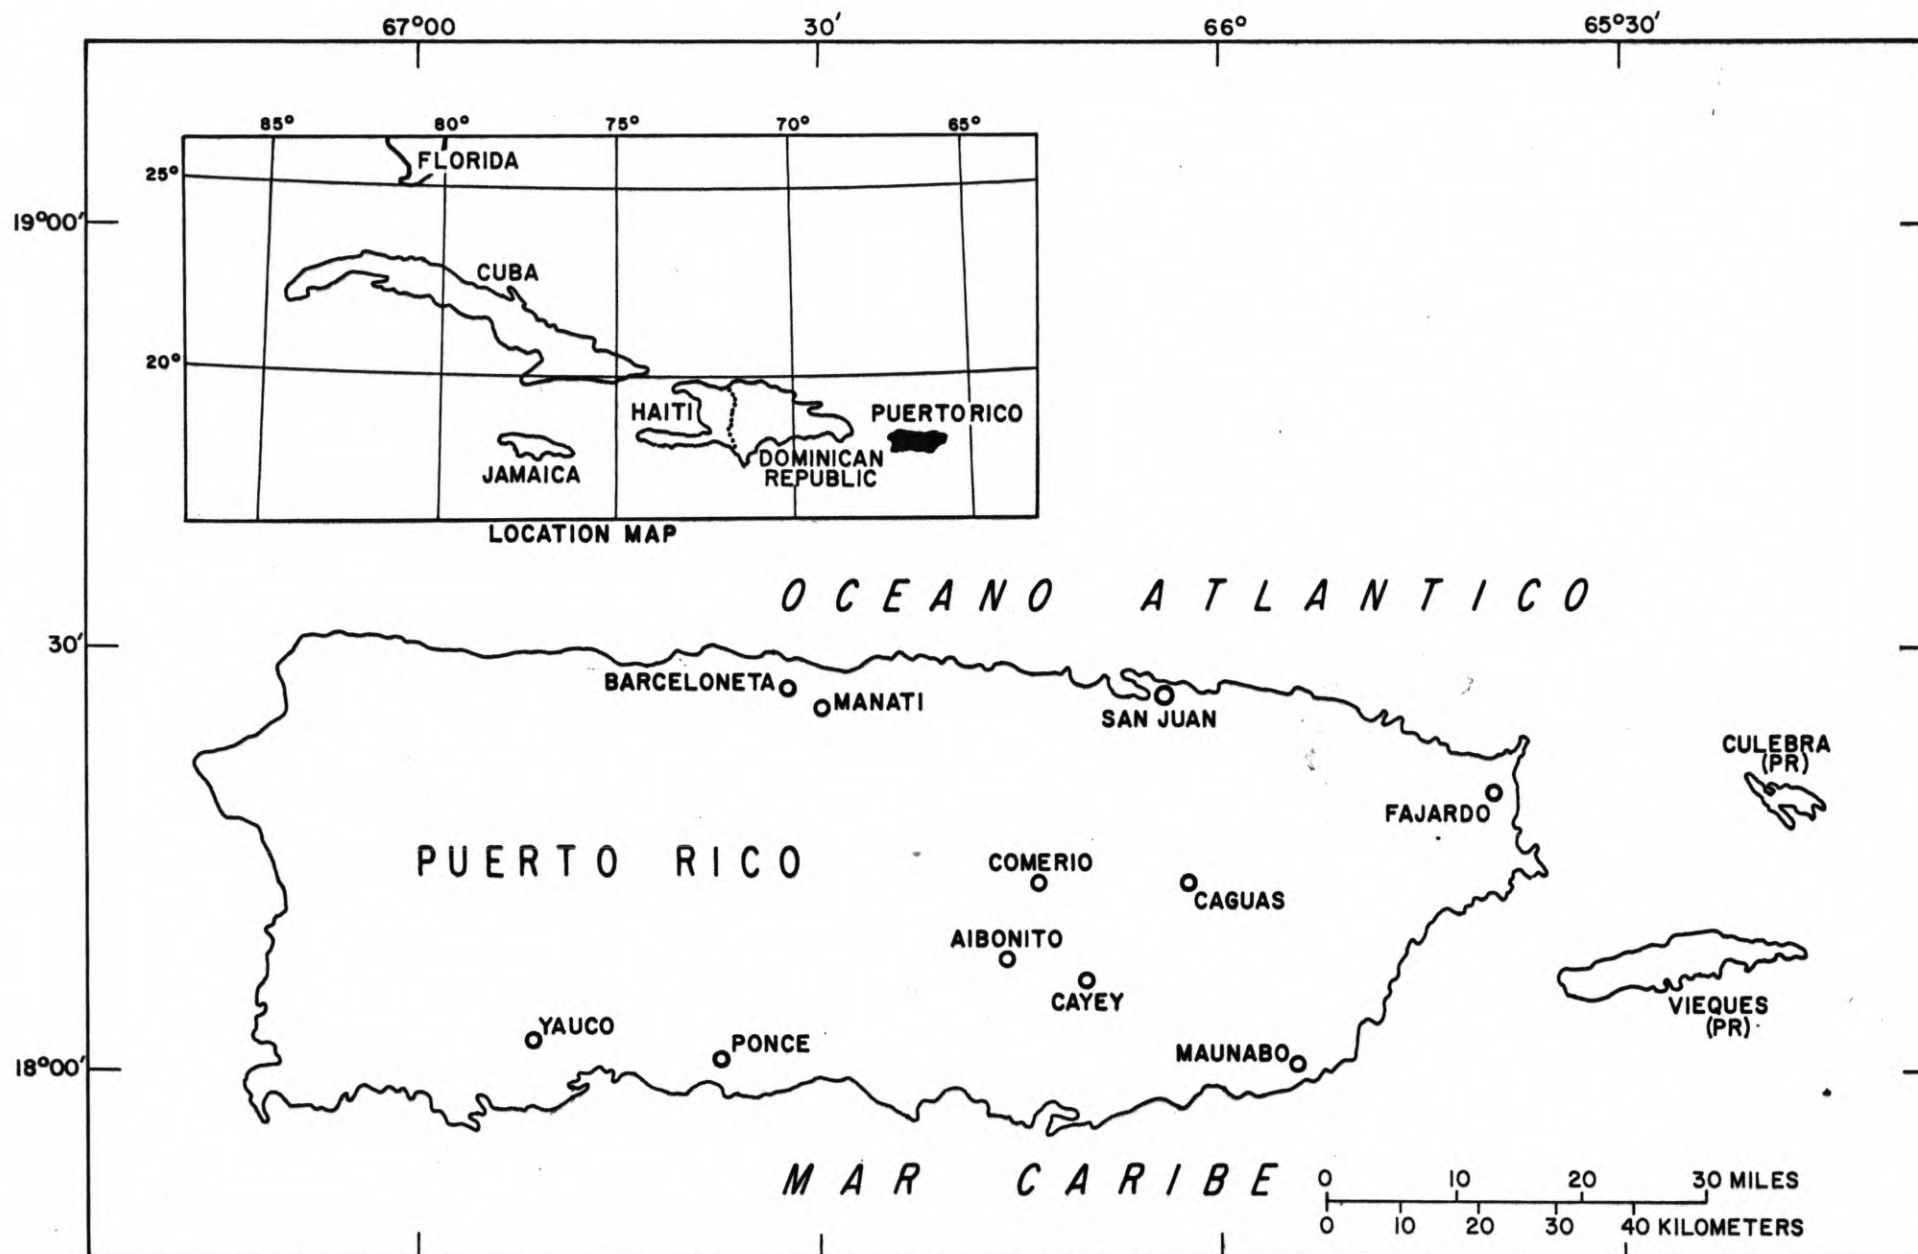 67°00'
30'
66°
65°30'
85°
80°
75°
70°
65°
FLORIDA
25°
19°00'
CUBA
20°
HAITI
PUERTO RICO
JAMAICA
DOMINICAN
REPUBLIC
LOCATION MAP
OCEANO ATLANTICO
30'
BARCELONETA
MANATI
SAN JUAN
CULEBRA
(PR)
FAJARDO
PUERTO RICO
COMERIO
CAGUAS
AIBONITO
CAYEY
VIEQUES
(PR)
YAUCO
PONCE
MAUNABO
18°00'
MAR CARIBE
0 10 20 30 MILES
0 10 20 30 40 KILOMETERS